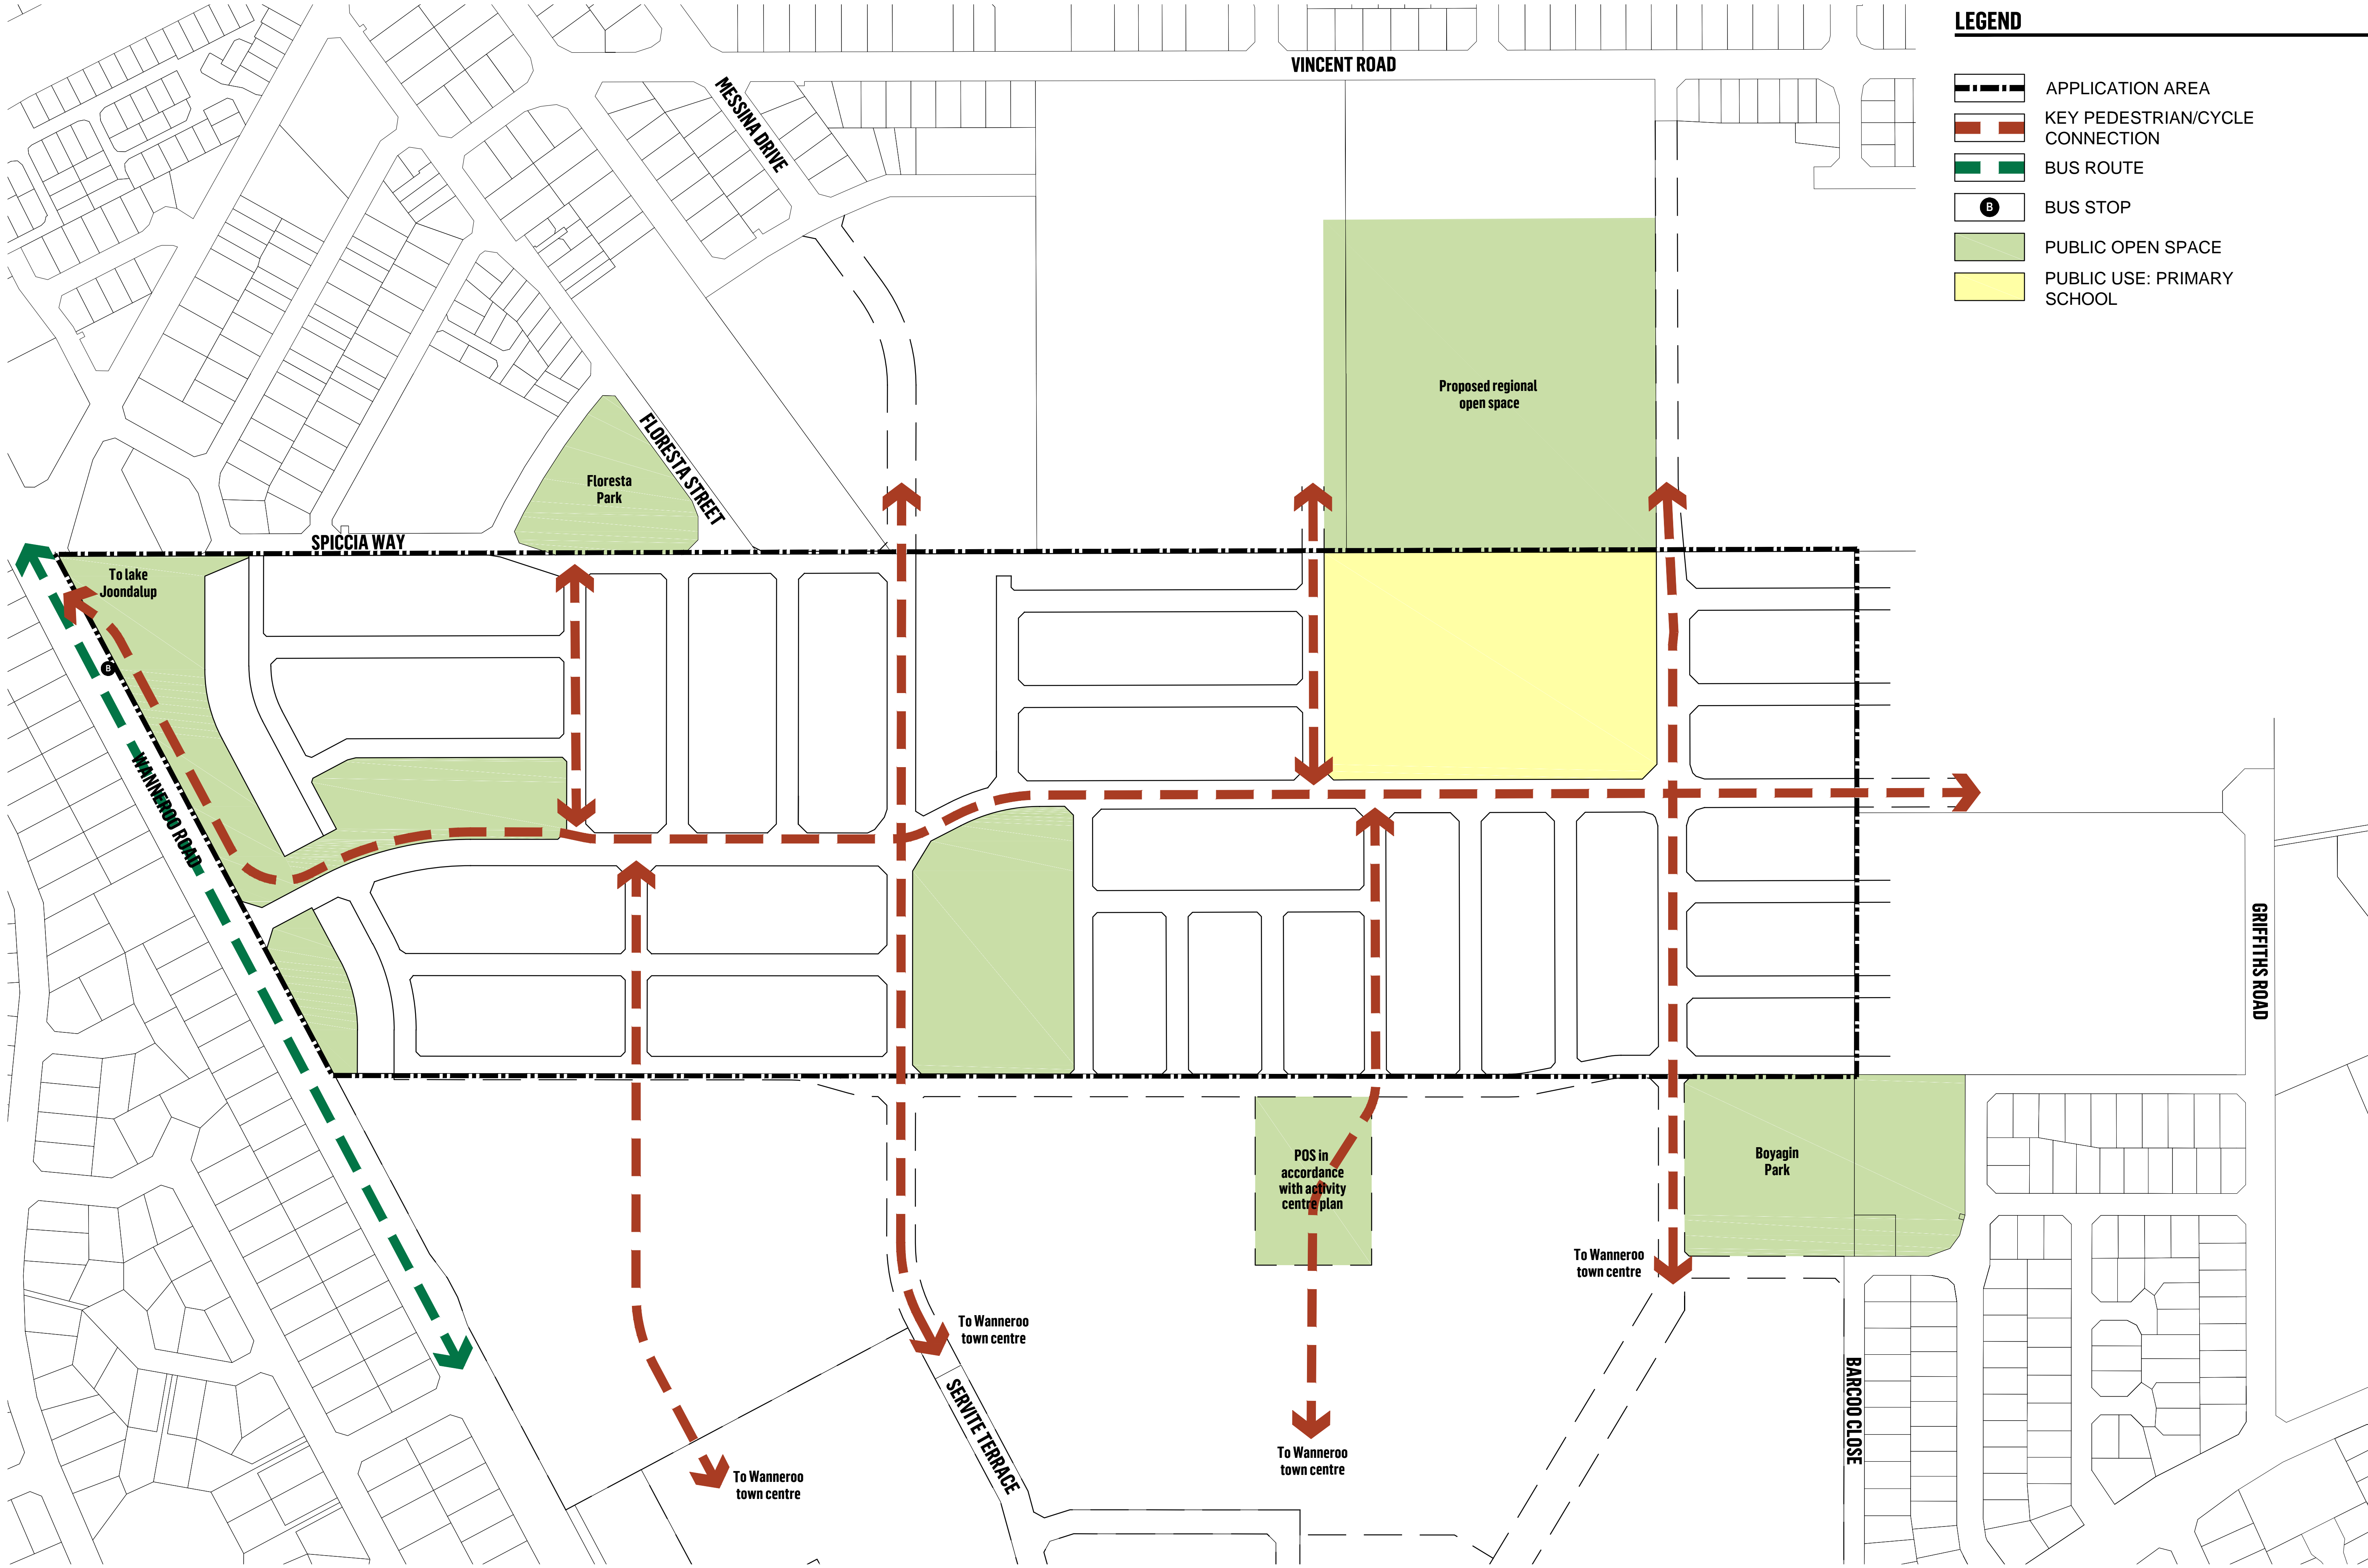 LEGEND
APPLICATION AREA
KEY PEDESTRIAN/CYCLE
CONNECTION
BUS ROUTE
B
BUS STOP
PUBLIC OPEN SPACE
PUBLIC USE: PRIMARY
SCHOOL
VINCENT ROAD
MESSINA DRIVE
Proposed regional
open space
FLORESTA STREET
Floresta
Park
SPICCIA WAY
To lake
Joondalup
B
WANNEROO ROAD
GRIFFITHS ROAD
POS in
accordance
with activity
centre plan
Boyagin
Park
To Wanneroo
town centre
To Wanneroo
town centre
SERVITE TERRACE
BARCOO CLOSE
To Wanneroo
town centre
To Wanneroo
town centre